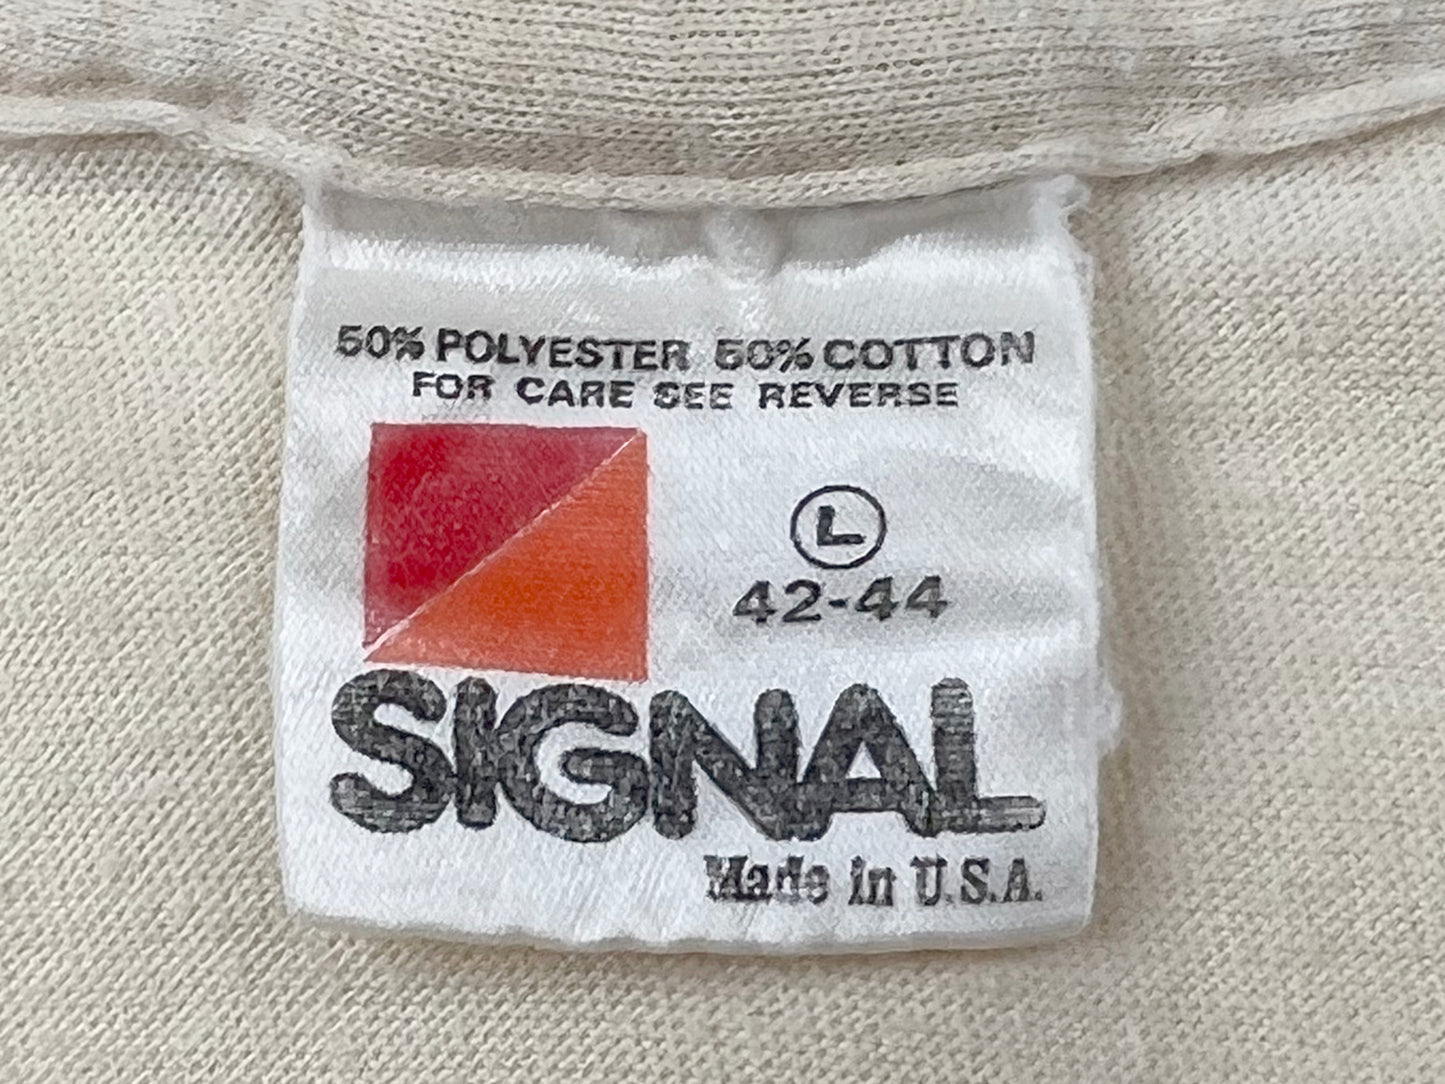 50% POLYESTER 50% COTTON
FOR CARE SEE REVERSE
L
42-44
SIGNAL
Made in U.S.A.